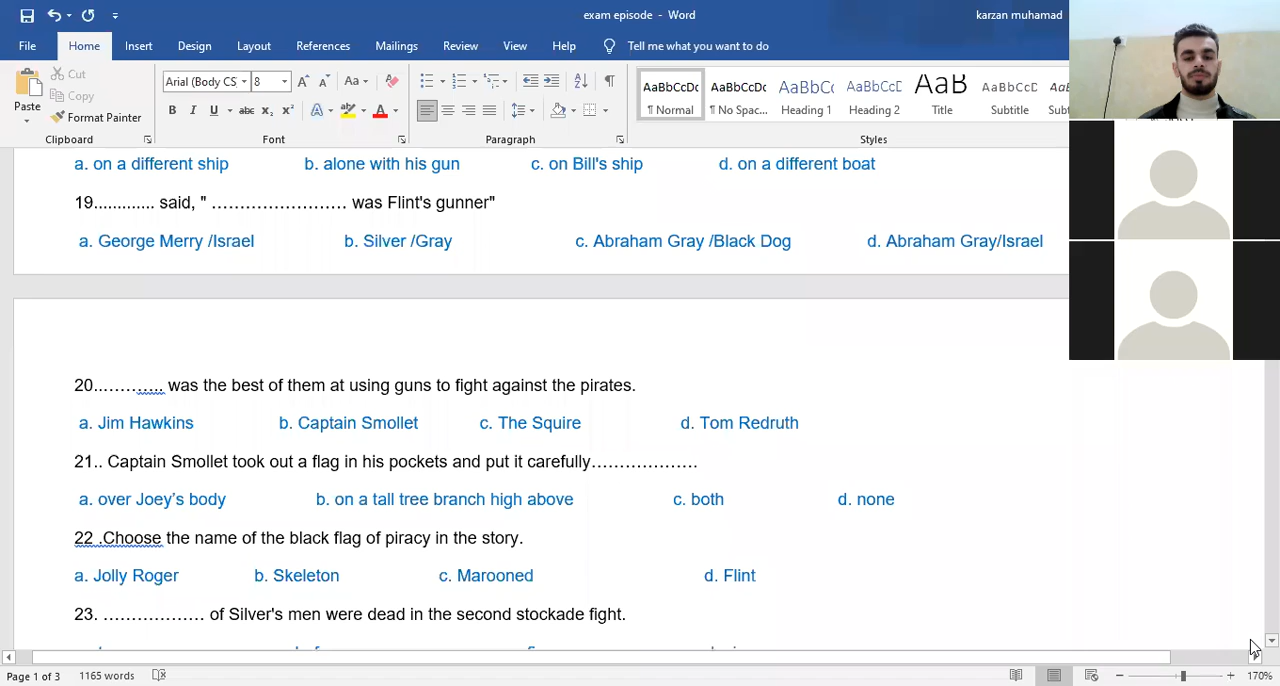 exam episode - Word
karzan muhamad
File Home Insert Design Layout References Mailings Review View Help Tell me what you want to do
Paste
Cut
Copy
Format Painter
Clipboard
Arial (Body CS 8
Font
Paragraph
AaBbCcDc AaBbCcDc AaBbCc AaBbCcD AaB AaBbCcD
¶ Normal ¶ No Spac... Heading 1 Heading 2 Title Subtitle
Styles
a. on a different ship b. alone with his gun c. on Bill's ship d. on a different boat
19............. said, " …………………… was Flint's gunner"
a. George Merry /Israel b. Silver /Gray c. Abraham Gray /Black Dog d. Abraham Gray/Israel
20..……….. was the best of them at using guns to fight against the pirates.
a. Jim Hawkins b. Captain Smollet c. The Squire d. Tom Redruth
21.. Captain Smollet took out a flag in his pockets and put it carefully……………….
a. over Joey's body b. on a tall tree branch high above c. both d. none
22 .Choose the name of the black flag of piracy in the story.
a. Jolly Roger b. Skeleton c. Marooned d. Flint
23. ……………… of Silver's men were dead in the second stockade fight.
Page 1 of 3 1165 words 170%